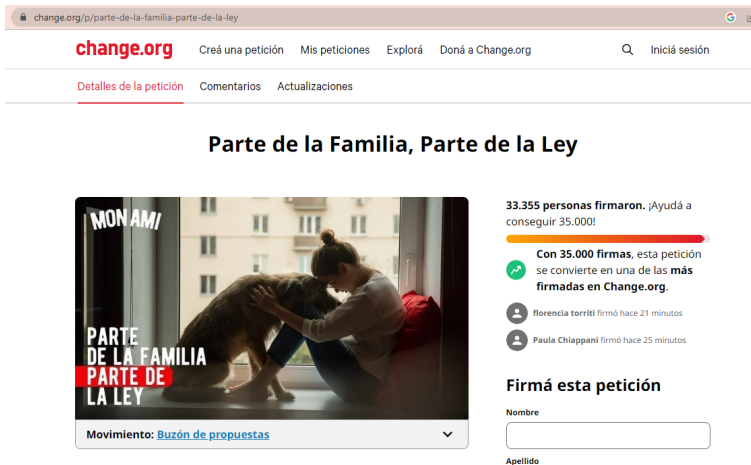 change.org/p/parte-de-la-familia-parte-de-la-ley
change.org
Creá una petición
Mis peticiones
Explorá
Doná a Change.org
Iniciá sesión
Detalles de la petición
Comentarios
Actualizaciones
Parte de la Familia, Parte de la Ley
MON AMI
PARTE
DE LA FAMILIA
PARTE DE
LA LEY
Movimiento: Buzón de propuestas
33.355 personas firmaron. ¡Ayudá a
conseguir 35.000!
Con 35.000 firmas, esta petición
se convierte en una de las más
firmadas en Change.org.
florencia torriti firmó hace 21 minutos
Paula Chiappani firmó hace 25 minutos
Firmá esta petición
Nombre
Apellido